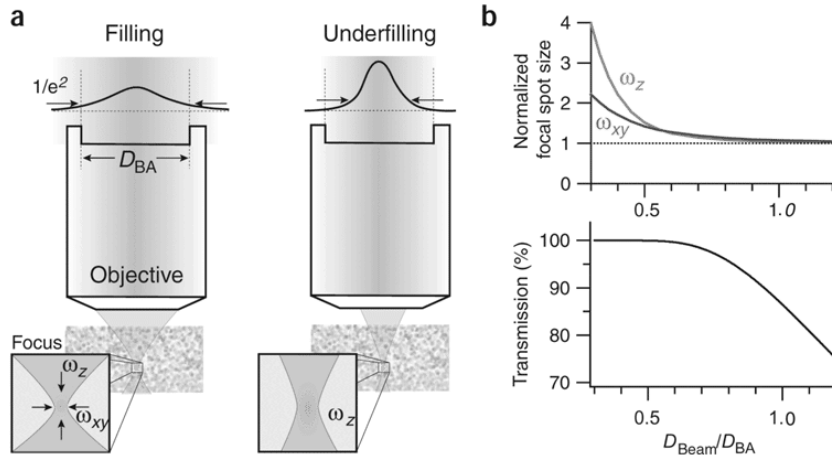 a
Filling
Underfilling
1/e²
D_BA
Objective
Focus
ω_z
ω_xy
ω_z
b
Normalized
focal spot size
4
3
2
1
0
ω_z
ω_xy
0.5
1.0
Transmission (%)
100
90
80
70
0.5
1.0
D_Beam/D_BA